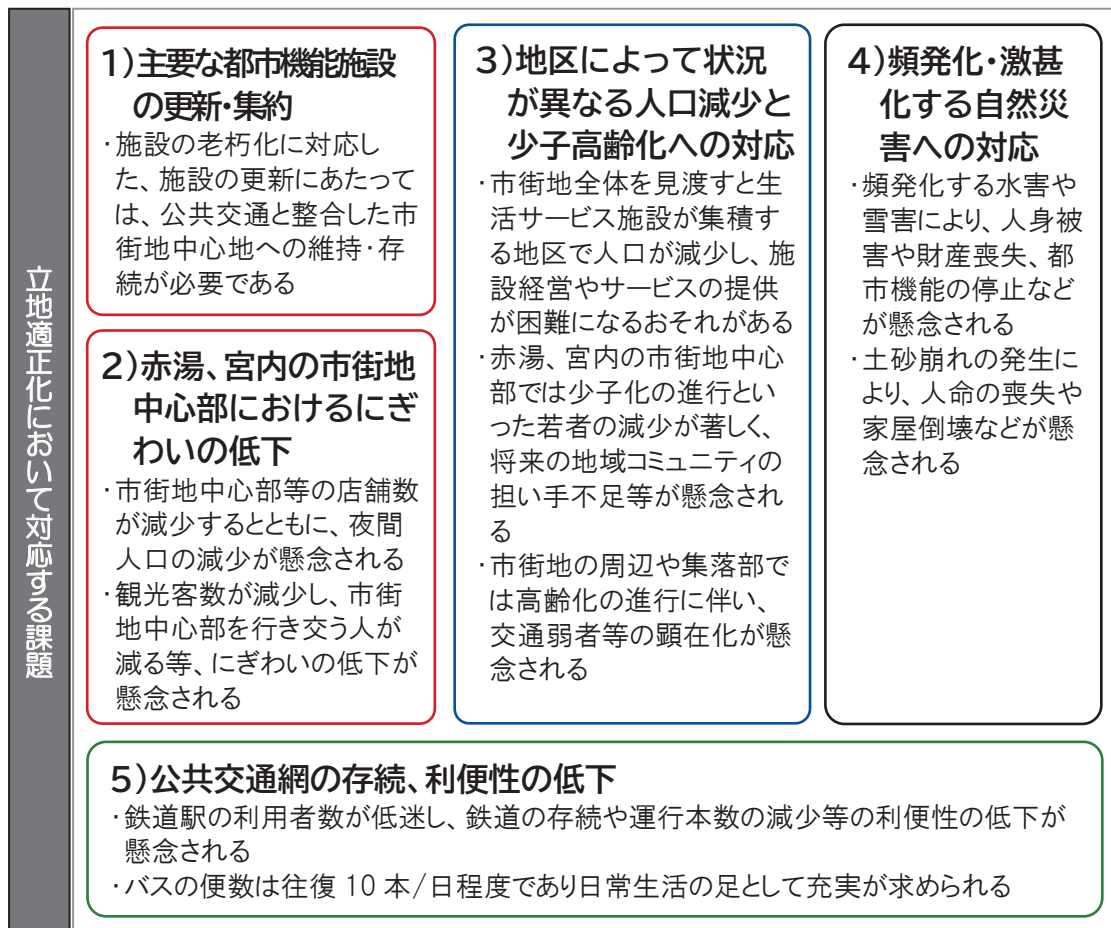 立地適正化において対応する課題
1)主要な都市機能施設
の更新・集約
・施設の老朽化に対応し
た、施設の更新にあたって
は、公共交通と整合した市
街地中心地への維持・存
続が必要である
2)赤湯、宮内の市街地
中心部におけるにぎ
わいの低下
・市街地中心部等の店舗数
が減少するとともに、夜間
人口の減少が懸念される
・観光客数が減少し、市街
地中心部を行き交う人が
減る等、にぎわいの低下が
懸念される
3)地区によって状況
が異なる人口減少と
少子高齢化への対応
・市街地全体を見渡すと生
活サービス施設が集積す
る地区で人口が減少し、施
設経営やサービスの提供
が困難になるおそれがある
・赤湯、宮内の市街地中心
部では少子化の進行とい
った若者の減少が著しく、
将来の地域コミュニティの
担い手不足等が懸念され
る
・市街地の周辺や集落部で
は高齢化の進行に伴い、
交通弱者等の顕在化が懸
念される
4)頻発化・激甚
化する自然災
害への対応
・頻発化する水害や
雪害により、人身被
害や財産喪失、都
市機能の停止など
が懸念される
・土砂崩れの発生に
より、人命の喪失や
家屋倒壊などが懸
念される
5)公共交通網の存続、利便性の低下
・鉄道駅の利用者数が低迷し、鉄道の存続や運行本数の減少等の利便性の低下が
懸念される
・バスの便数は往復 10 本/日程度であり日常生活の足として充実が求められる